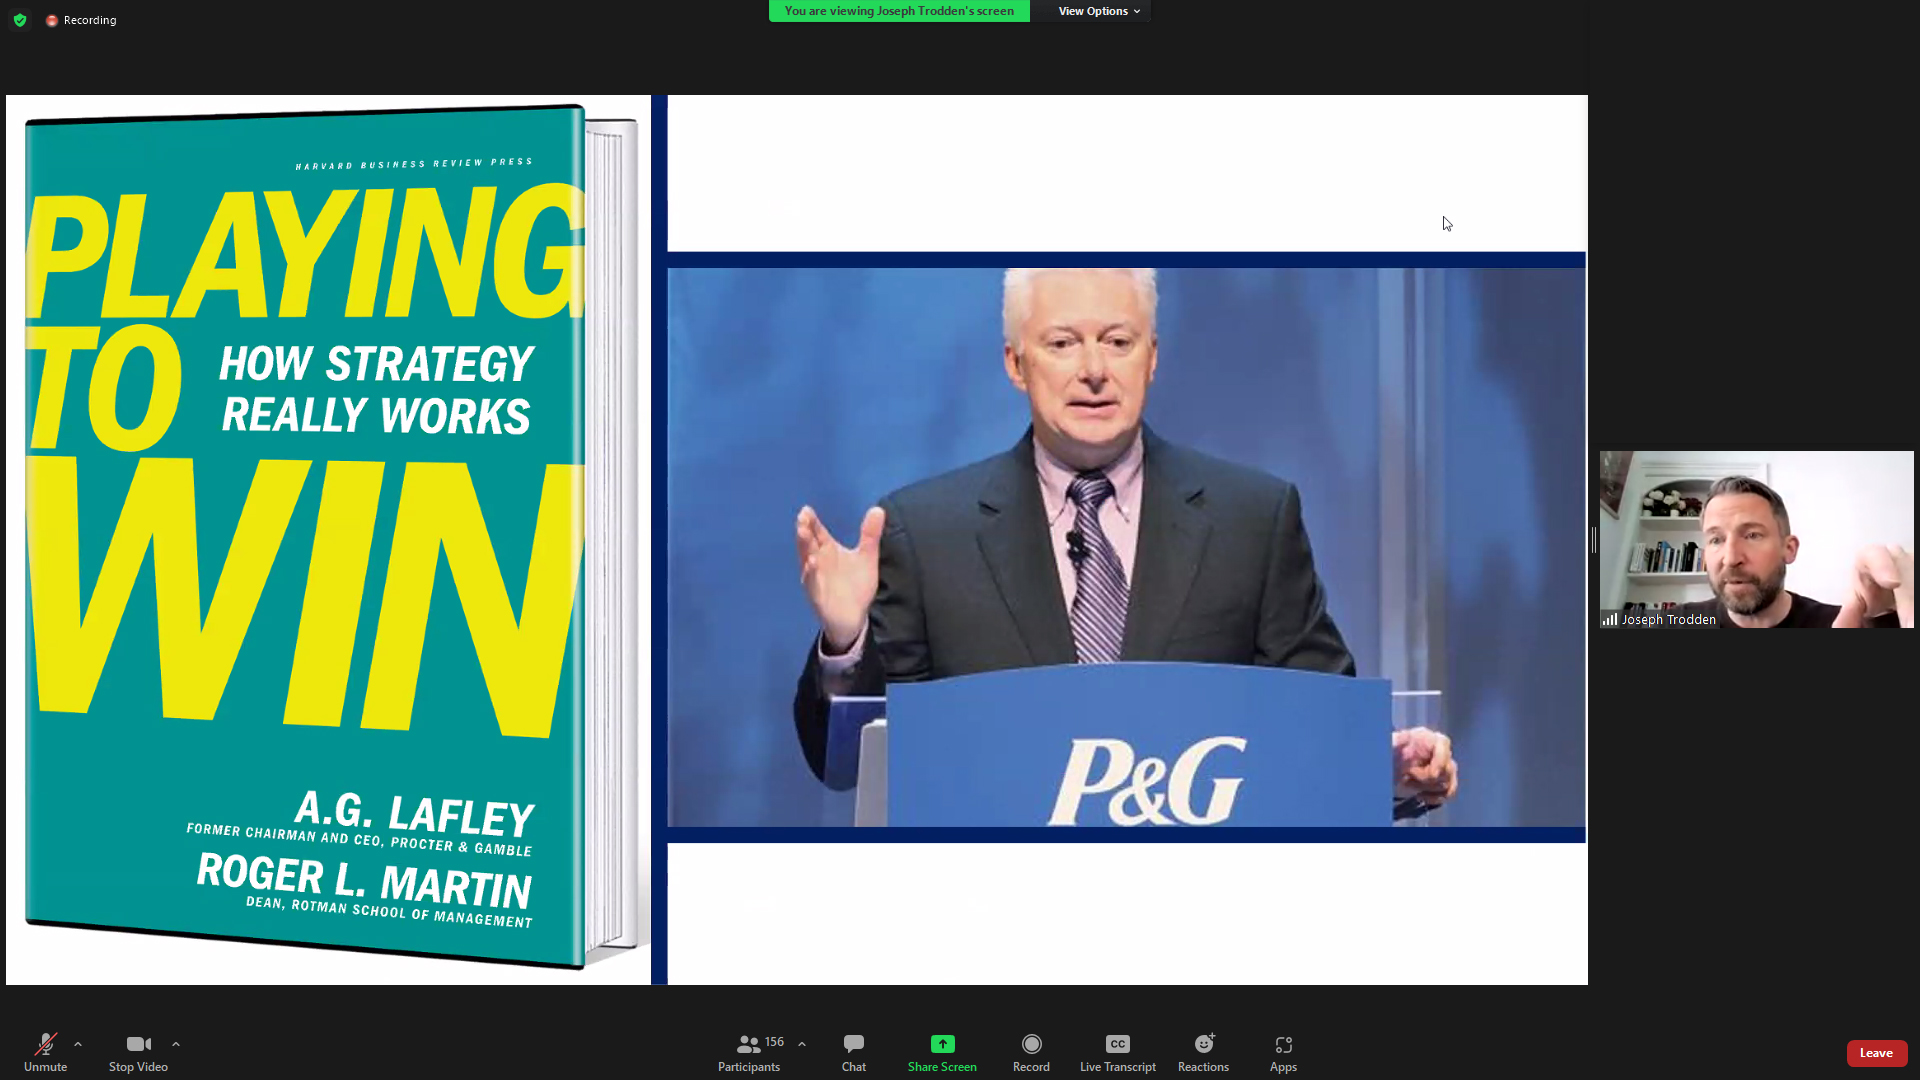 Recording
You are viewing Joseph Trodden's screen
View Options
HARVARD BUSINESS REVIEW PRESS
PLAYING
TO
HOW STRATEGY
REALLY WORKS
WIN
A.G. LAFLEY
FORMER CHAIRMAN AND CEO, PROCTER & GAMBLE
ROGER L. MARTIN
DEAN, ROTMAN SCHOOL OF MANAGEMENT
P&G
Joseph Trodden
Unmute
Stop Video
156
Participants
Chat
Share Screen
Record
CC
Live Transcript
Reactions
Apps
Leave